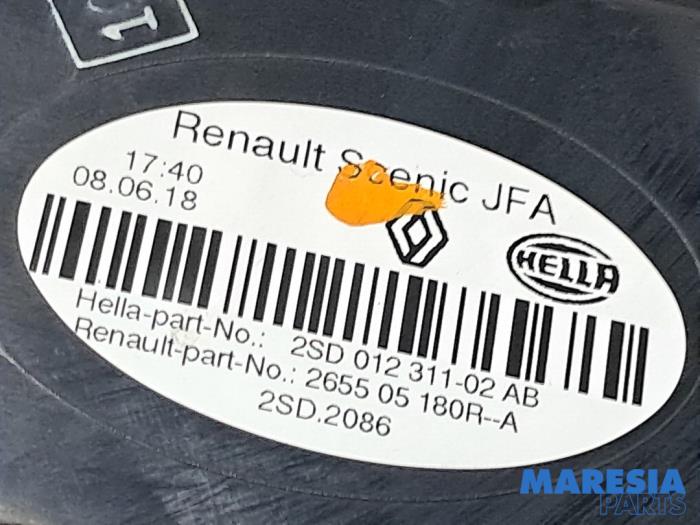 Renault Scenic JFA
17:40
08.06.18
HELLA
Hella-part-No.: 2SD 012 311-02 AB
Renault-part-No.: 2655 05 180R--A
2SD.2086
MARESIA
PARTS